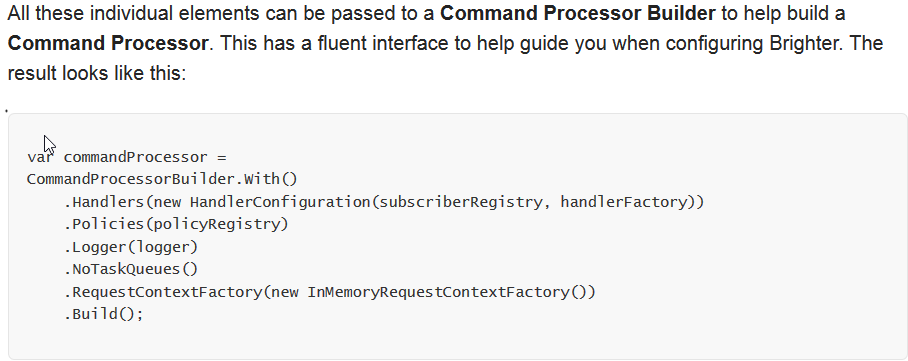 All these individual elements can be passed to a Command Processor Builder to help build a
Command Processor. This has a fluent interface to help guide you when configuring Brighter. The
result looks like this:
.
var commandProcessor =
CommandProcessorBuilder.With()
    .Handlers(new HandlerConfiguration(subscriberRegistry, handlerFactory))
    .Policies(policyRegistry)
    .Logger(logger)
    .NoTaskQueues()
    .RequestContextFactory(new InMemoryRequestContextFactory())
    .Build();